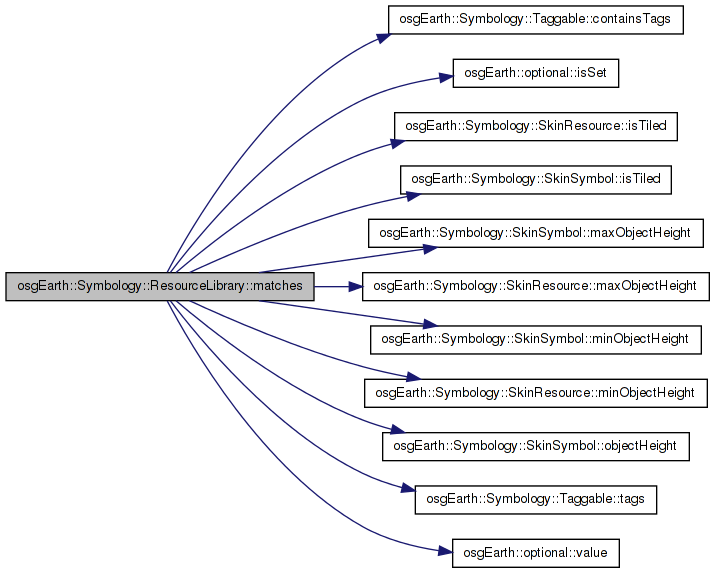 osgEarth::Symbology::Taggable::containsTags
osgEarth::optional::isSet
osgEarth::Symbology::SkinResource::isTiled
osgEarth::Symbology::SkinSymbol::isTiled
osgEarth::Symbology::SkinSymbol::maxObjectHeight
osgEarth::Symbology::ResourceLibrary::matches
osgEarth::Symbology::SkinResource::maxObjectHeight
osgEarth::Symbology::SkinSymbol::minObjectHeight
osgEarth::Symbology::SkinResource::minObjectHeight
osgEarth::Symbology::SkinSymbol::objectHeight
osgEarth::Symbology::Taggable::tags
osgEarth::optional::value